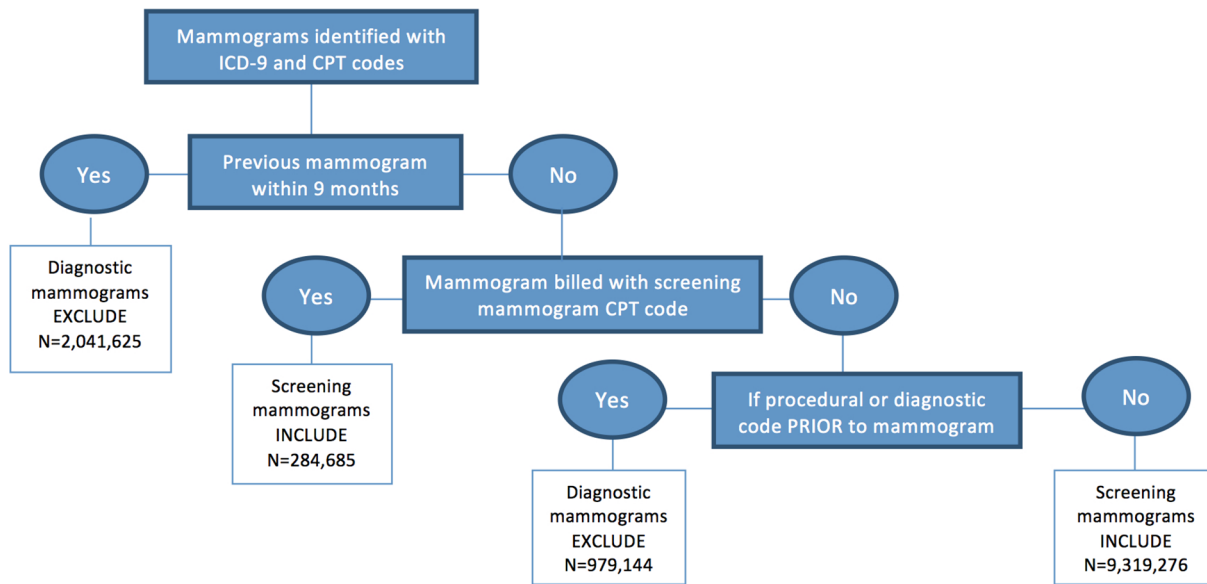 Mammograms identified with
ICD-9 and CPT codes
Yes
Previous mammogram
within 9 months
No
Diagnostic
mammograms
EXCLUDE
N=2,041,625
Yes
Mammogram billed with screening
mammogram CPT code
No
Screening
mammograms
INCLUDE
N=284,685
Yes
If procedural or diagnostic
code PRIOR to mammogram
No
Diagnostic
mammograms
EXCLUDE
N=979,144
Screening
mammograms
INCLUDE
N=9,319,276